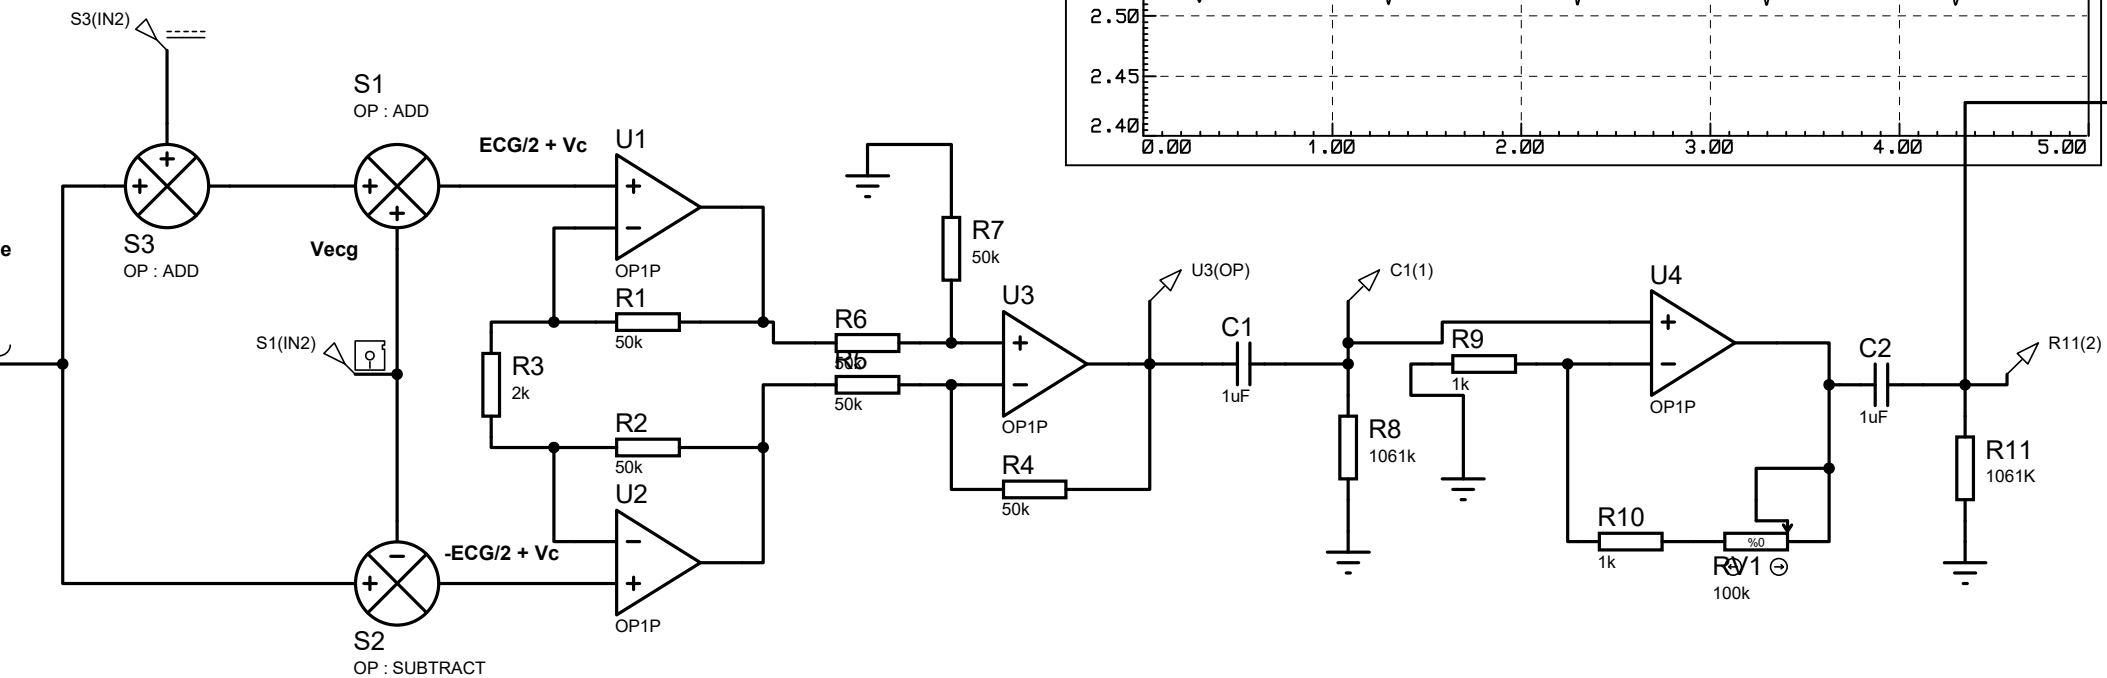 S3(IN2)
S1
OP : ADD
S3
OP : ADD
e
Vecg
ECG/2 + Vc
S1(IN2)
-ECG/2 + Vc
S2
OP : SUBTRACT
U1
OP1P
R1
50k
R3
2k
R2
50k
U2
OP1P
R7
50k
R6
50k
R5
50k
U3
OP1P
R4
50k
U3(OP)
C1
1uF
C1(1)
R8
1061k
R9
1k
U4
OP1P
R10
1k
%0
RV1
100k
C2
1uF
R11(2)
R11
1061K
2.50
2.45
2.40
0.00 1.00 2.00 3.00 4.00 5.00